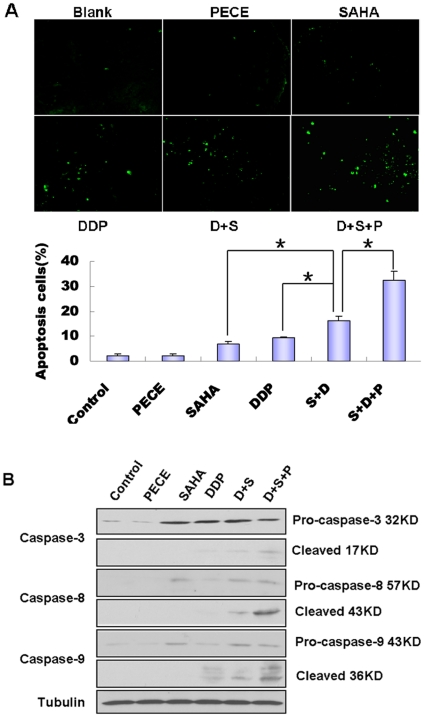 A
Blank PECE SAHA
DDP D+S D+S+P
Apoptosis cells(%)
40
30
20
10
0
* * *
Control PECE SAHA DDP S+D S+D+P
B
Control PECE SAHA DDP D+S D+S+P
Caspase-3
Pro-caspase-3 32KD
Cleaved 17KD
Caspase-8
Pro-caspase-8 57KD
Cleaved 43KD
Caspase-9
Pro-caspase-9 43KD
Cleaved 36KD
Tubulin